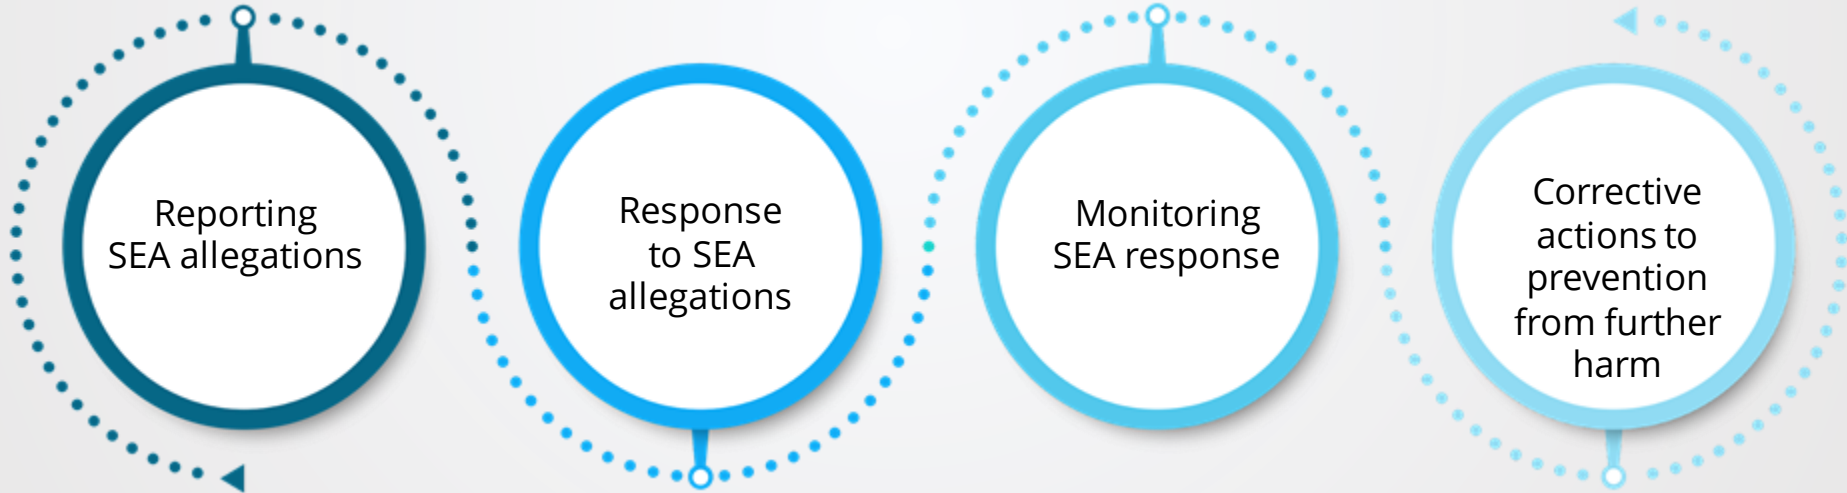 Reporting
SEA allegations
Response
to SEA
allegations
Monitoring
SEA response
Corrective
actions to
prevention
from further
harm